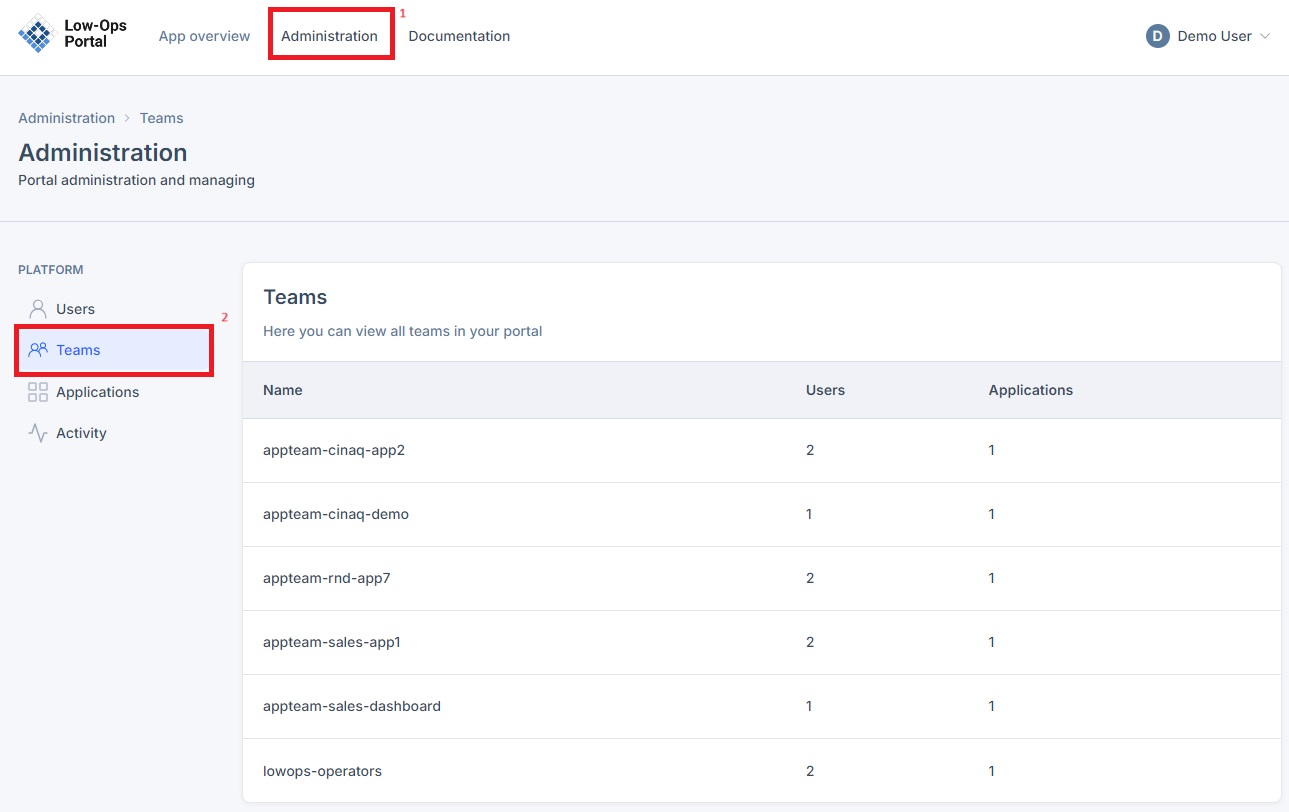 Low-Ops
Portal
App overview
Administration
1
Documentation
D
Demo User
Administration > Teams
Administration
Portal administration and managing
PLATFORM
Users
2
Teams
Applications
Activity
Teams
Here you can view all teams in your portal
Name Users Applications
appteam-cinaq-app2 2 1
appteam-cinaq-demo 1 1
appteam-rnd-app7 2 1
appteam-sales-app1 2 1
appteam-sales-dashboard 1 1
lowops-operators 2 1